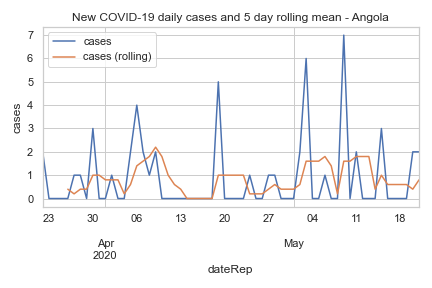 New COVID-19 daily cases and 5 day rolling mean - Angola
cases
cases (rolling)
7
6
5
4
3
2
1
0
cases
23 30 06 13 20 27 04 11 18
Apr May
2020
dateRep